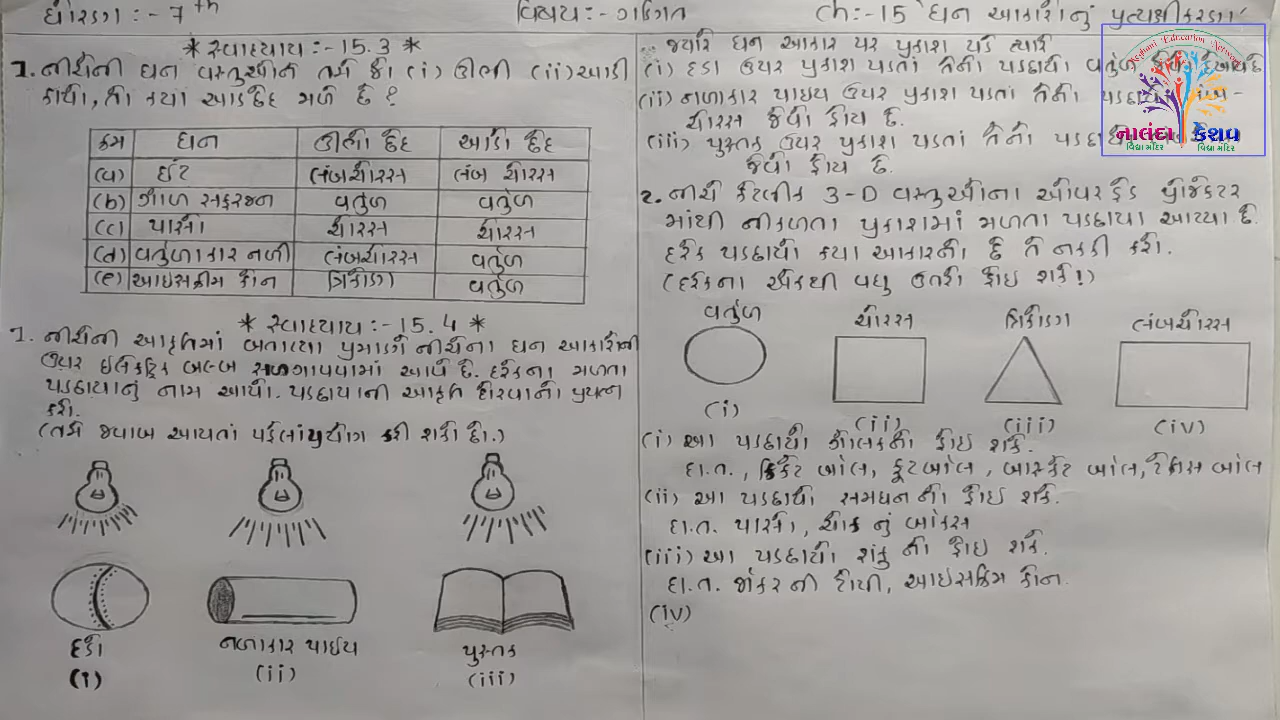 ધોરણ :- 7th વિષય :- ગણિત Ch :- 15 ઘન આકારોનું પ્રત્યક્ષીકરણ
* સ્વાધ્યાય :- 15.3 *
1. નીચેની ઘન વસ્તુઓને તમે જો (i) ઊભી (ii) આડી
કાપો, તો કયા આડછેદ મળે છે?
ક્રમ ઘન ઊભો છેદ આડો છેદ
(a) ઈંટ લંબચોરસ લંબ ચોરસ
(b) ગોળ સફરજન વર્તુળ વર્તુળ
(c) પાસો ચોરસ ચોરસ
(d) વર્તુળાકાર નળી લંબચોરસ વર્તુળ
(e) આઇસક્રીમ કોન ત્રિકોણ વર્તુળ
* સ્વાધ્યાય :- 15.4 *
1. નીચેની આકૃતિમાં બતાવ્યા પ્રમાણે નીચેના ઘન આકારોની
ઉપર ઇલેક્ટ્રિક બલ્બ સળગાવવામાં આવે છે. દરેકના મળતા
પડછાયાનું નામ આપો. પડછાયાની આકૃતિ દોરવાનો પ્રયત્ન
કરો.
(તમે જવાબ આપતાં પહેલાં પ્રયોગ કરી શકો છો.)
દડો નળાકાર પાઇપ પુસ્તક
(i) (ii) (iii)
જ્યારે ઘન આકાર પર પ્રકાશ પડે ત્યારે
(i) દડા ઉપર પ્રકાશ પડતાં તેનો પડછાયો વર્તુળ
(ii) નળાકાર પાઇપ ઉપર પ્રકાશ પડતાં તેનો
ચોરસ જેવો હોય છે.
(iii) પુસ્તક ઉપર પ્રકાશ પડતાં તેનો
જેવો હોય છે.
2. નીચે કેટલીક 3-D વસ્તુઓના ઓવર હેડ પ્રોજેક્ટર
માંથી નીકળતા પ્રકાશમાં મળતા પડછાયા આપ્યા છે.
દરેક પડછાયો કયા આકારનો છે તે નક્કી કરો.
(દરેકના એકથી વધુ ઉત્તરો હોઇ શકે!)
વર્તુળ ચોરસ ત્રિકોણ લંબચોરસ
(i) (ii) (iii) (iv)
(i) આ પડછાયો ગોલકનો હોઇ શકે.
દા.ત., ક્રિકેટ બોલ, ફૂટબોલ, બાસ્કેટ બોલ, ટેનિસ બોલ
(ii) આ પડછાયો સમઘન નો હોઇ શકે.
દા.ત. પાસો, ચોક નું બોક્સ
(iii) આ પડછાયો શંકુ નો હોઇ શકે.
દા.ત. જોકર ની ટોપી, આઇસક્રિમ કોન.
(iv)
નાલંદા કેશવ
વિદ્યા મંદિર વિદ્યા મંદિર